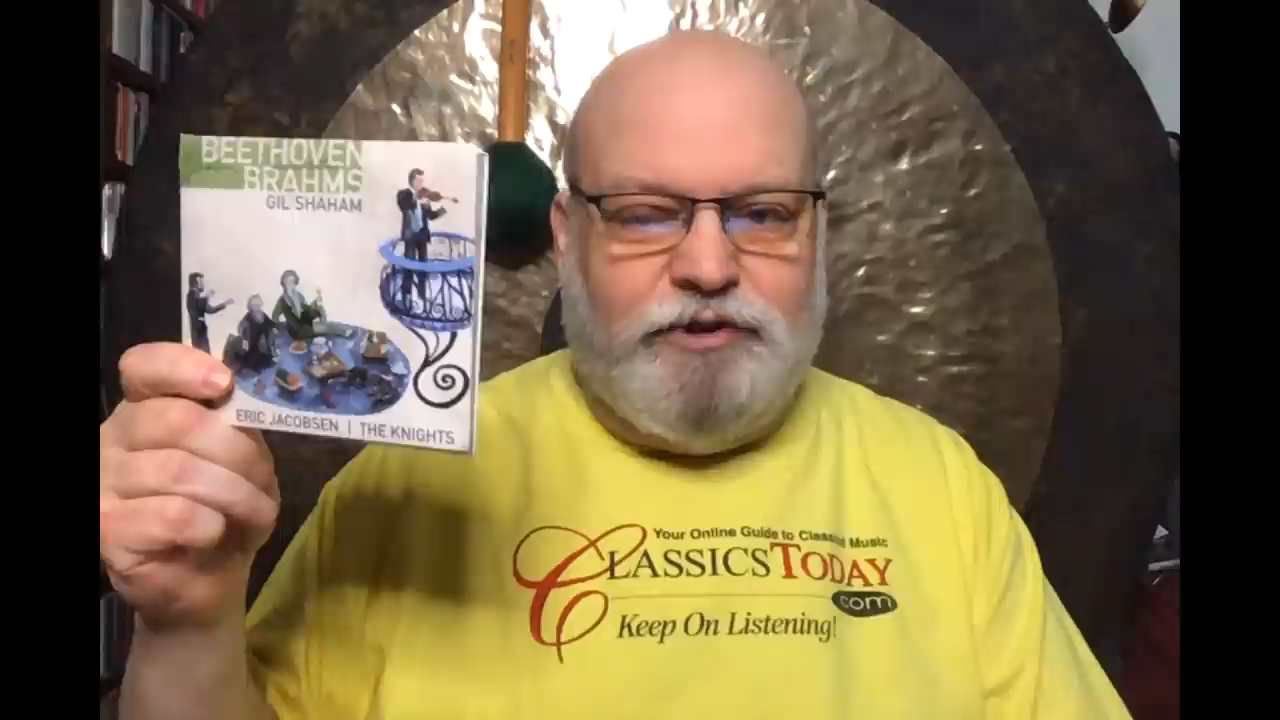 BEETHOVEN
BRAHMS
GIL SHAHAM
ERIC JACOBSEN | THE KNIGHTS
Your Online Guide to Classical Music
CLASSICSTODAY
com
Keep On Listening!